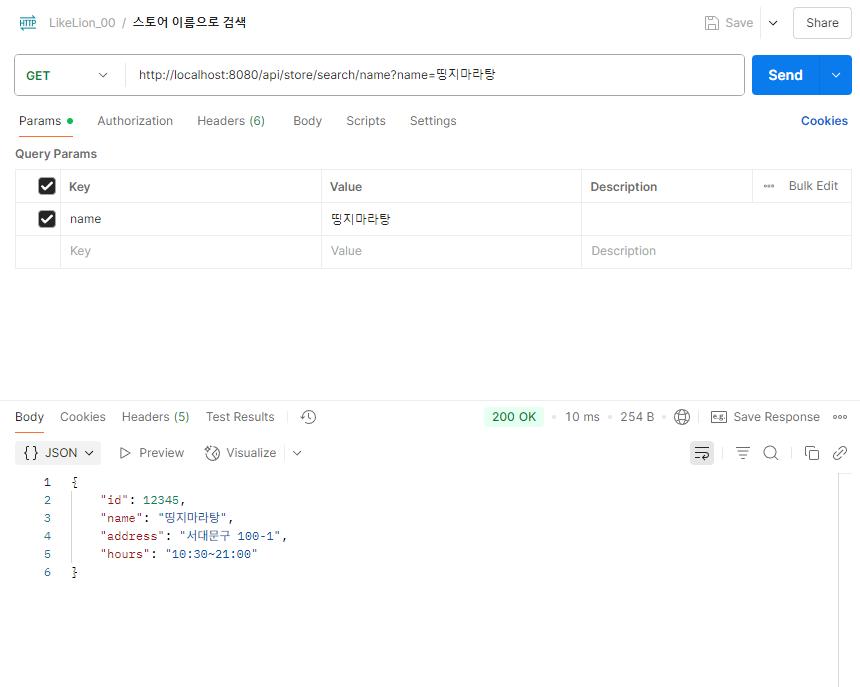 HTTP LikeLion_00 / 스토어 이름으로 검색 Save Share
GET http://localhost:8080/api/store/search/name?name=띵지마라탕 Send
Params Authorization Headers (6) Body Scripts Settings Cookies
Query Params
Key Value Description Bulk Edit
name 띵지마라탕
Key Value Description
Body Cookies Headers (5) Test Results 200 OK 10 ms 254 B e.g. Save Response
{} JSON Preview Visualize
1 {
2 "id": 12345,
3 "name": "띵지마라탕",
4 "address": "서대문구 100-1",
5 "hours": "10:30~21:00"
6 }